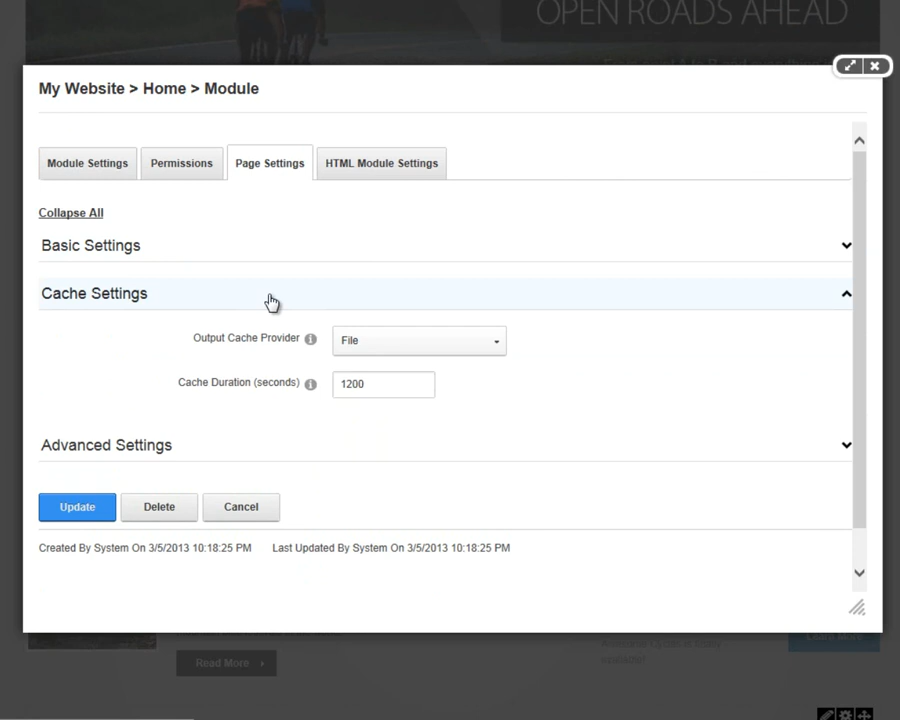 OPEN ROADS AHEAD
My Website > Home > Module
Module Settings
Permissions
Page Settings
HTML Module Settings
Collapse All
Basic Settings
Cache Settings
Output Cache Provider
File
Cache Duration (seconds)
1200
Advanced Settings
Update
Delete
Cancel
Created By System On 3/5/2013 10:18:25 PM
Last Updated By System On 3/5/2013 10:18:25 PM
Learn More
Read More